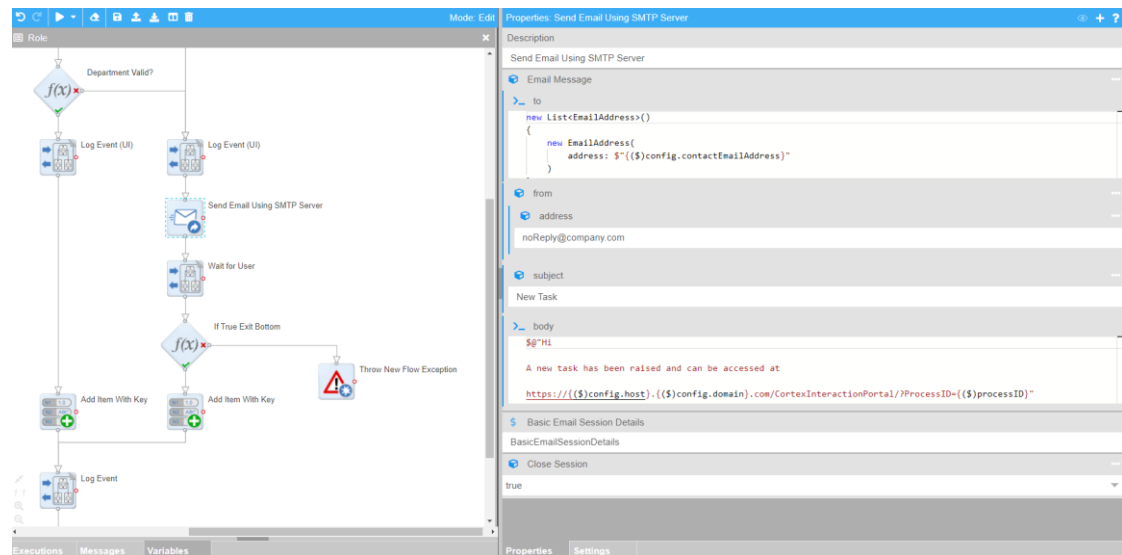 Mode: Edit
Role
Department Valid?
f(x)
Log Event (UI)
Log Event (UI)
Send Email Using SMTP Server
Wait for User
If True Exit Bottom
f(x)
Throw New Flow Exception
Add Item With Key
Add Item With Key
Log Event
Executions Messages Variables
Properties: Send Email Using SMTP Server
Description
Send Email Using SMTP Server
Email Message
>_ to
new List<EmailAddress>()
{
new EmailAddress(
address: $"{($)config.contactEmailAddress}"
)
from
address
noReply@company.com
subject
New Task
>_ body
$@"Hi
A new task has been raised and can be accessed at
https://{($)config.host}.{($)config.domain}.com/CortexInteractionPortal/?ProcessID={($)processID}"
$ Basic Email Session Details
BasicEmailSessionDetails
Close Session
true
Properties Settings